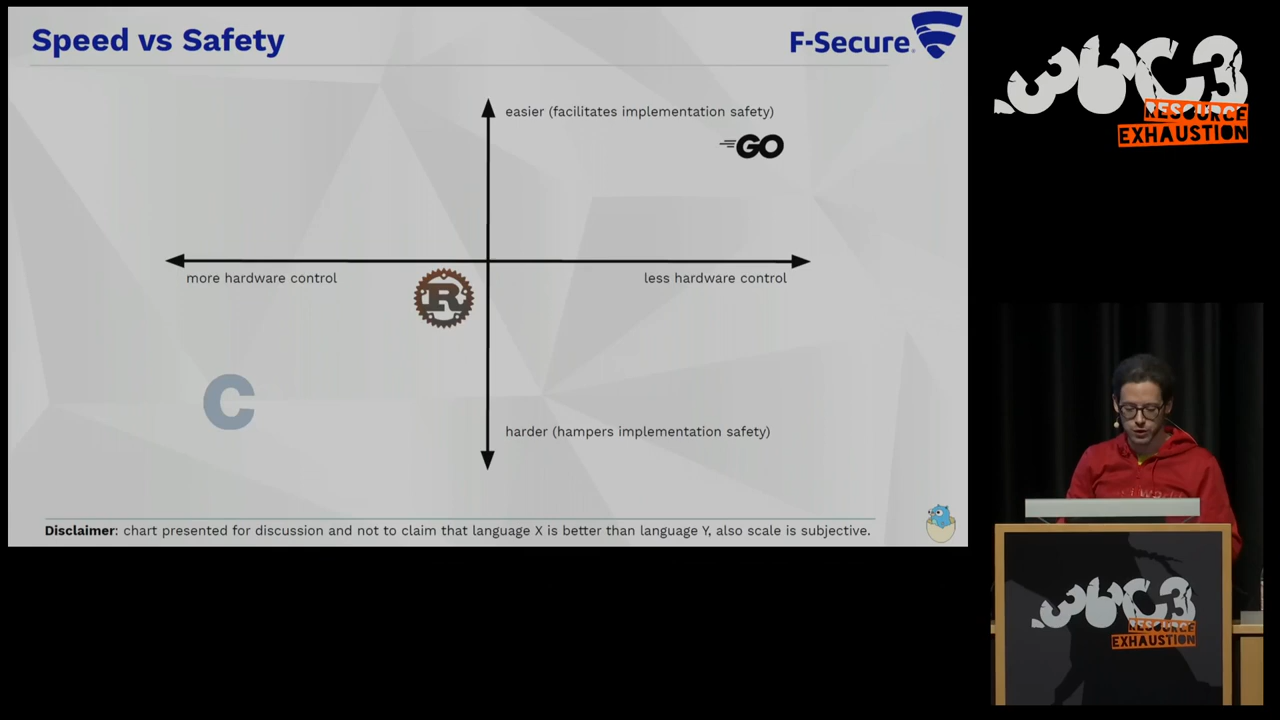 Speed vs Safety
F-Secure.
36C3
RESOURCE
EXHAUSTION
easier (facilitates implementation safety)
GO
more hardware control
less hardware control
R
C
harder (hampers implementation safety)
Disclaimer: chart presented for discussion and not to claim that language X is better than language Y, also scale is subjective.
36C3
RESOURCE
EXHAUSTION